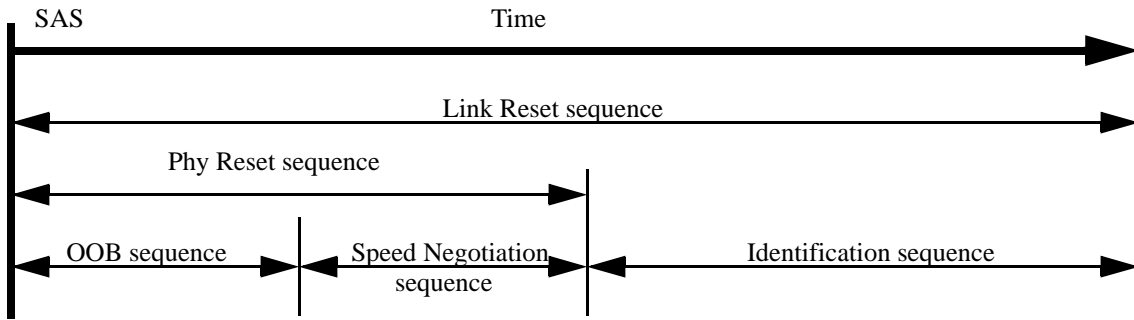 SAS
Time
Link Reset sequence
Phy Reset sequence
OOB sequence
Speed Negotiation
sequence
Identification sequence